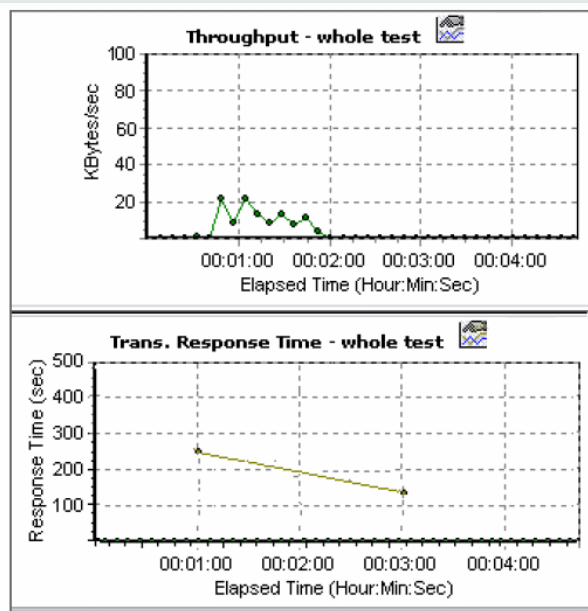 Throughput - whole test
KBytes/sec
100
80
60
40
20
00:01:00 00:02:00 00:03:00 00:04:00
Elapsed Time (Hour:Min:Sec)
Trans. Response Time - whole test
Response Time (sec)
500
400
300
200
100
00:01:00 00:02:00 00:03:00 00:04:00
Elapsed Time (Hour:Min:Sec)